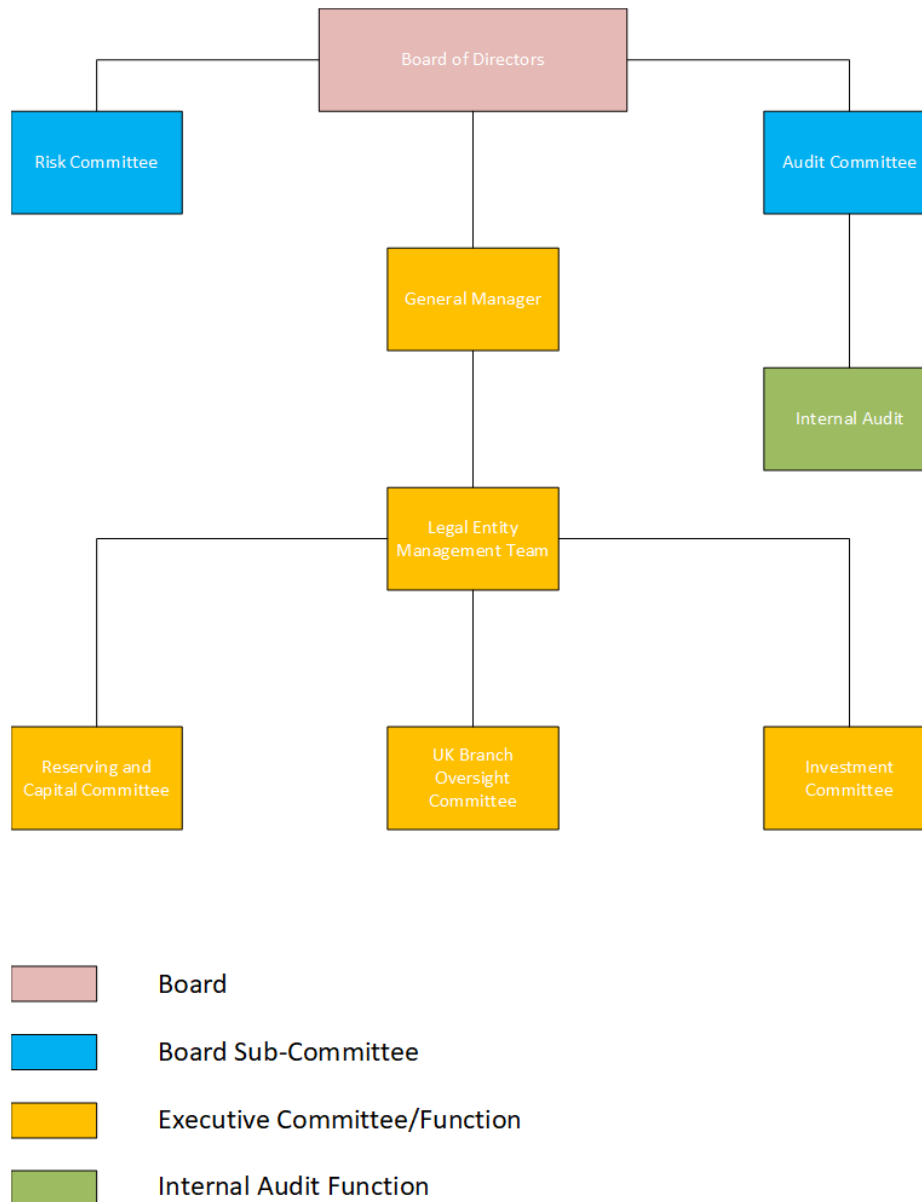 Board of Directors
Risk Committee
Audit Committee
General Manager
Internal Audit
Legal Entity
Management Team
Reserving and
Capital Committee
UK Branch
Oversight
Committee
Investment
Committee
Board
Board Sub-Committee
Executive Committee/Function
Internal Audit Function